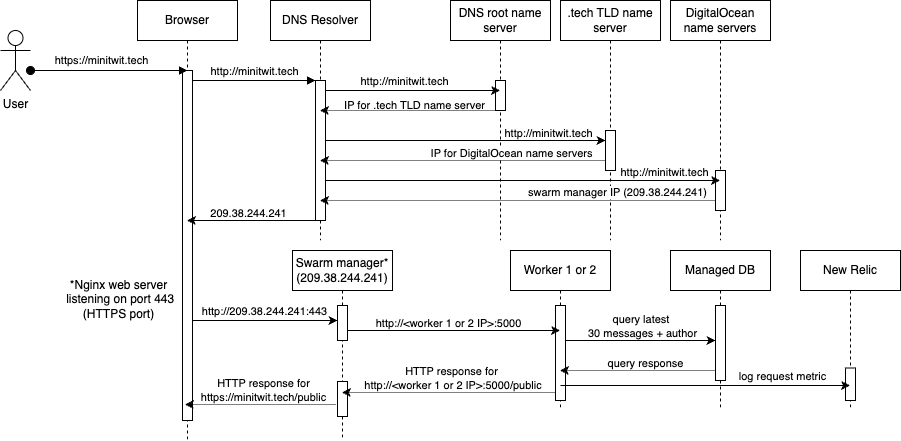 Browser
DNS Resolver
DNS root name
server
.tech TLD name
server
DigitalOcean
name servers
User
https://minitwit.tech
http://minitwit.tech
http://minitwit.tech
IP for .tech TLD name server
http://minitwit.tech
IP for DigitalOcean name servers
http://minitwit.tech
swarm manager IP (209.38.244.241)
209.38.244.241
*Nginx web server
listening on port 443
(HTTPS port)
Swarm manager*
(209.38.244.241)
Worker 1 or 2
Managed DB
New Relic
http://209.38.244.241:443
http://<worker 1 or 2 IP>:5000
query latest
30 messages + author
query response
HTTP response for
http://<worker 1 or 2 IP>:5000/public
log request metric
HTTP response for
https://minitwit.tech/public